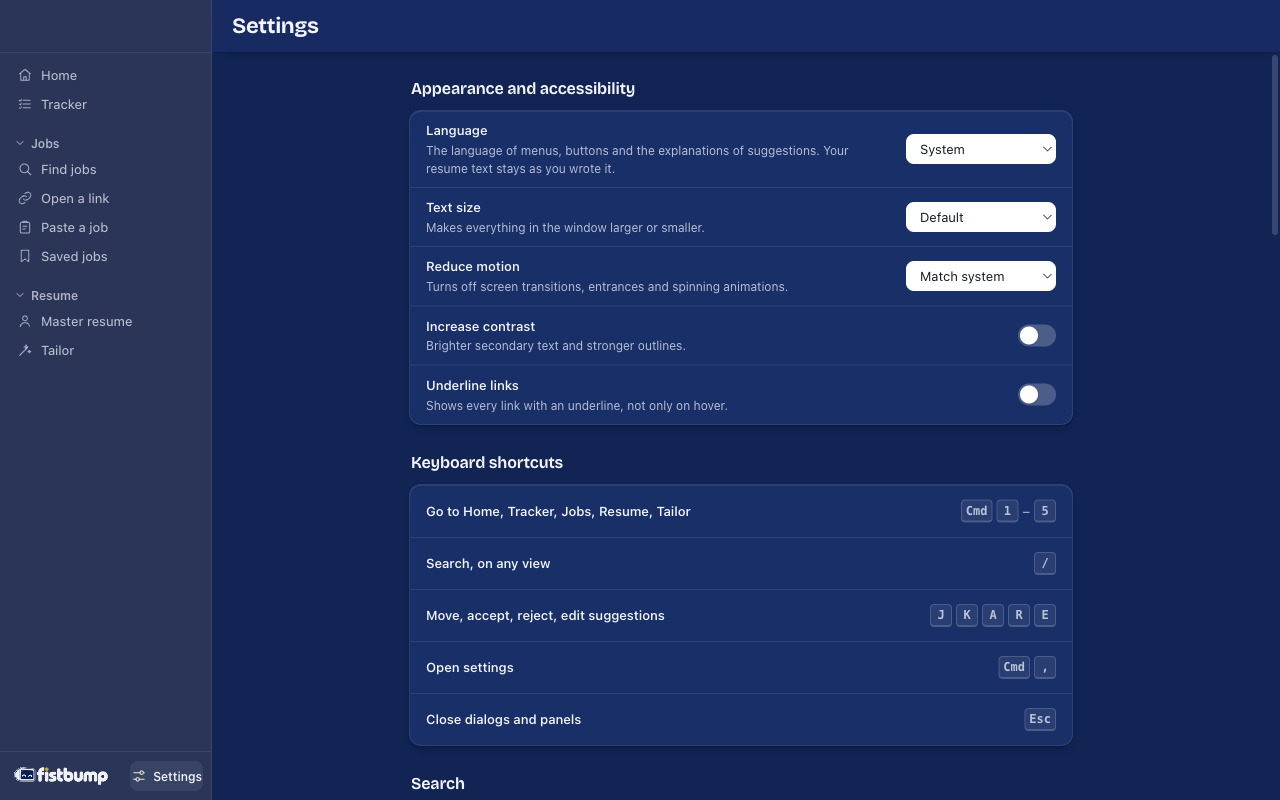 Settings
Home
Tracker
Jobs
Find jobs
Open a link
Paste a job
Saved jobs
Resume
Master resume
Tailor
fistbump
Settings
Appearance and accessibility
Language
The language of menus, buttons and the explanations of suggestions. Your
resume text stays as you wrote it.
System
Text size
Makes everything in the window larger or smaller.
Default
Reduce motion
Turns off screen transitions, entrances and spinning animations.
Match system
Increase contrast
Brighter secondary text and stronger outlines.
Underline links
Shows every link with an underline, not only on hover.
Keyboard shortcuts
Go to Home, Tracker, Jobs, Resume, Tailor
Cmd 1 – 5
Search, on any view
/
Move, accept, reject, edit suggestions
J K A R E
Open settings
Cmd ,
Close dialogs and panels
Esc
Search